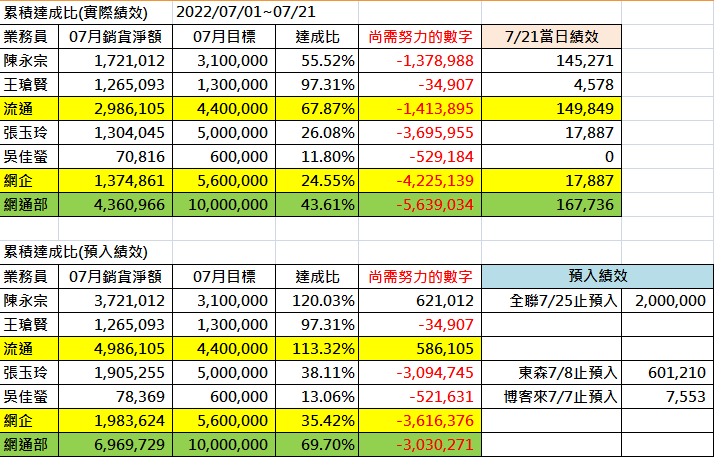 累積達成比(實際績效) 2022/07/01~07/21
業務員 07月銷貨淨額 07月目標 達成比 尚需努力的數字 7/21當日績效
陳永宗 1,721,012 3,100,000 55.52% -1,378,988 145,271
王瑲賢 1,265,093 1,300,000 97.31% -34,907 4,578
流通 2,986,105 4,400,000 67.87% -1,413,895 149,849
張玉玲 1,304,045 5,000,000 26.08% -3,695,955 17,887
吳佳螢 70,816 600,000 11.80% -529,184 0
網企 1,374,861 5,600,000 24.55% -4,225,139 17,887
網通部 4,360,966 10,000,000 43.61% -5,639,034 167,736
累積達成比(預入績效)
業務員 07月銷貨淨額 07月目標 達成比 尚需努力的數字 預入績效
陳永宗 3,721,012 3,100,000 120.03% 621,012 全聯7/25止預入 2,000,000
王瑲賢 1,265,093 1,300,000 97.31% -34,907
流通 4,986,105 4,400,000 113.32% 586,105
張玉玲 1,905,255 5,000,000 38.11% -3,094,745 東森7/8止預入 601,210
吳佳螢 78,369 600,000 13.06% -521,631 博客來7/7止預入 7,553
網企 1,983,624 5,600,000 35.42% -3,616,376
網通部 6,969,729 10,000,000 69.70% -3,030,271